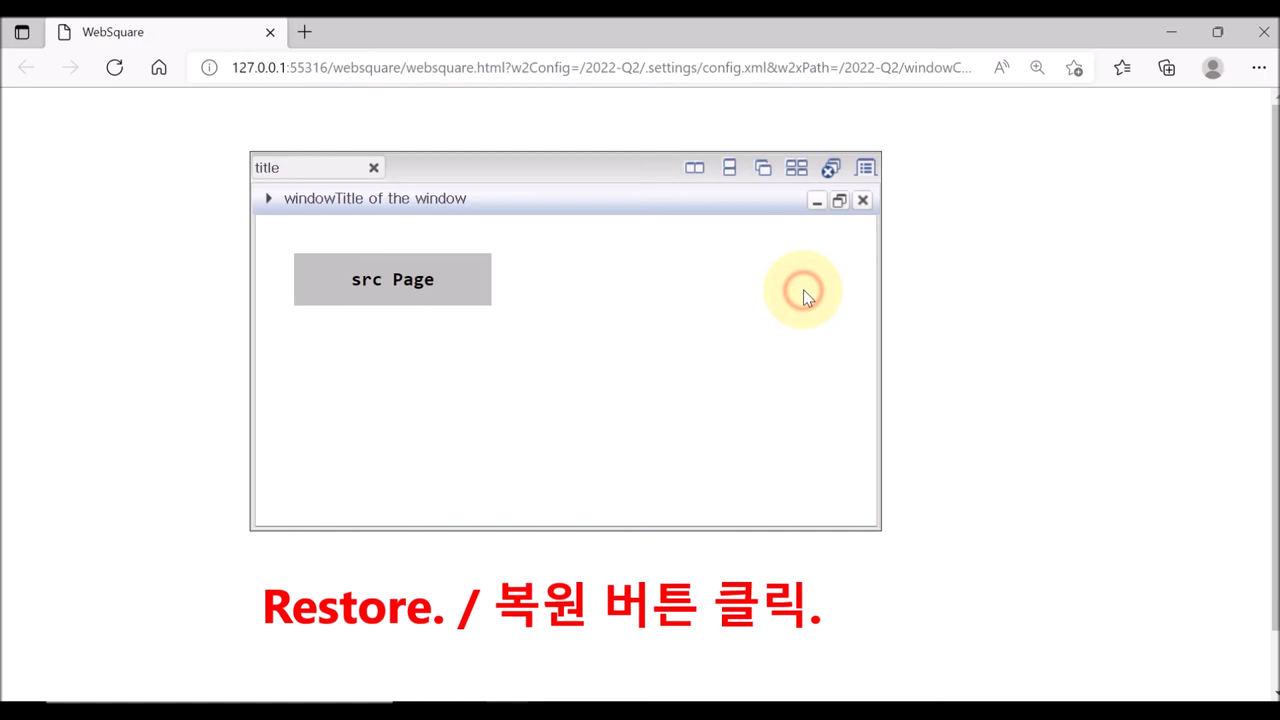 WebSquare
127.0.0.1:55316/websquare/websquare.html?w2Config=/2022-Q2/.settings/config.xml&w2xPath=/2022-Q2/windowC...
title
windowTitle of the window
src Page
Restore. / 복원 버튼 클릭.